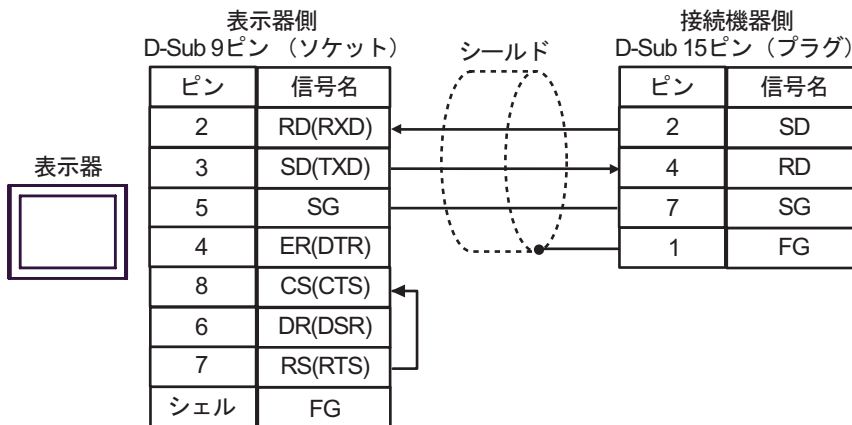 表示器側
D-Sub 9ピン （ソケット）
シールド
接続機器側
D-Sub 15ピン（プラグ）
表示器
ピン 信号名
2 RD(RXD)
3 SD(TXD)
5 SG
4 ER(DTR)
8 CS(CTS)
6 DR(DSR)
7 RS(RTS)
シェル FG
ピン 信号名
2 SD
4 RD
7 SG
1 FG